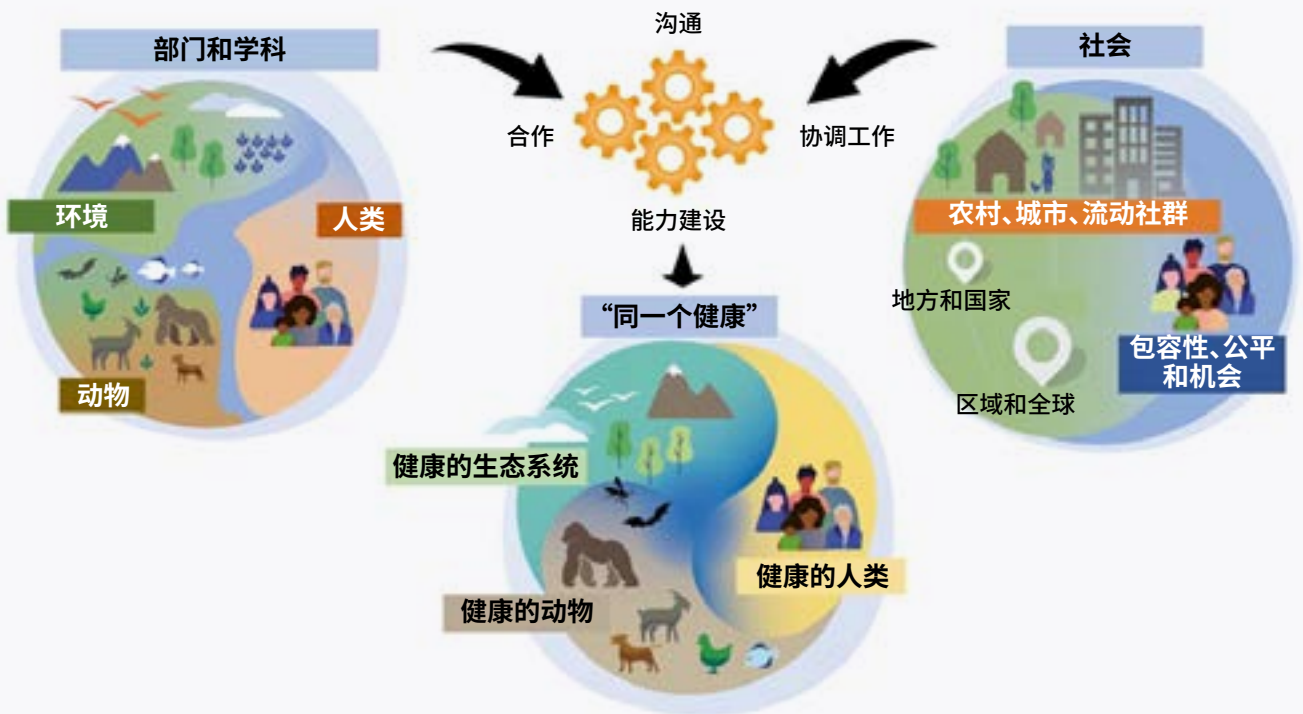 沟通
部门和学科
社会
合作
协调工作
环境
人类
农村、城市、流动社群
能力建设
地方和国家
“同一个健康”
包容性、公平
和机会
动物
区域和全球
健康的生态系统
健康的人类
健康的动物